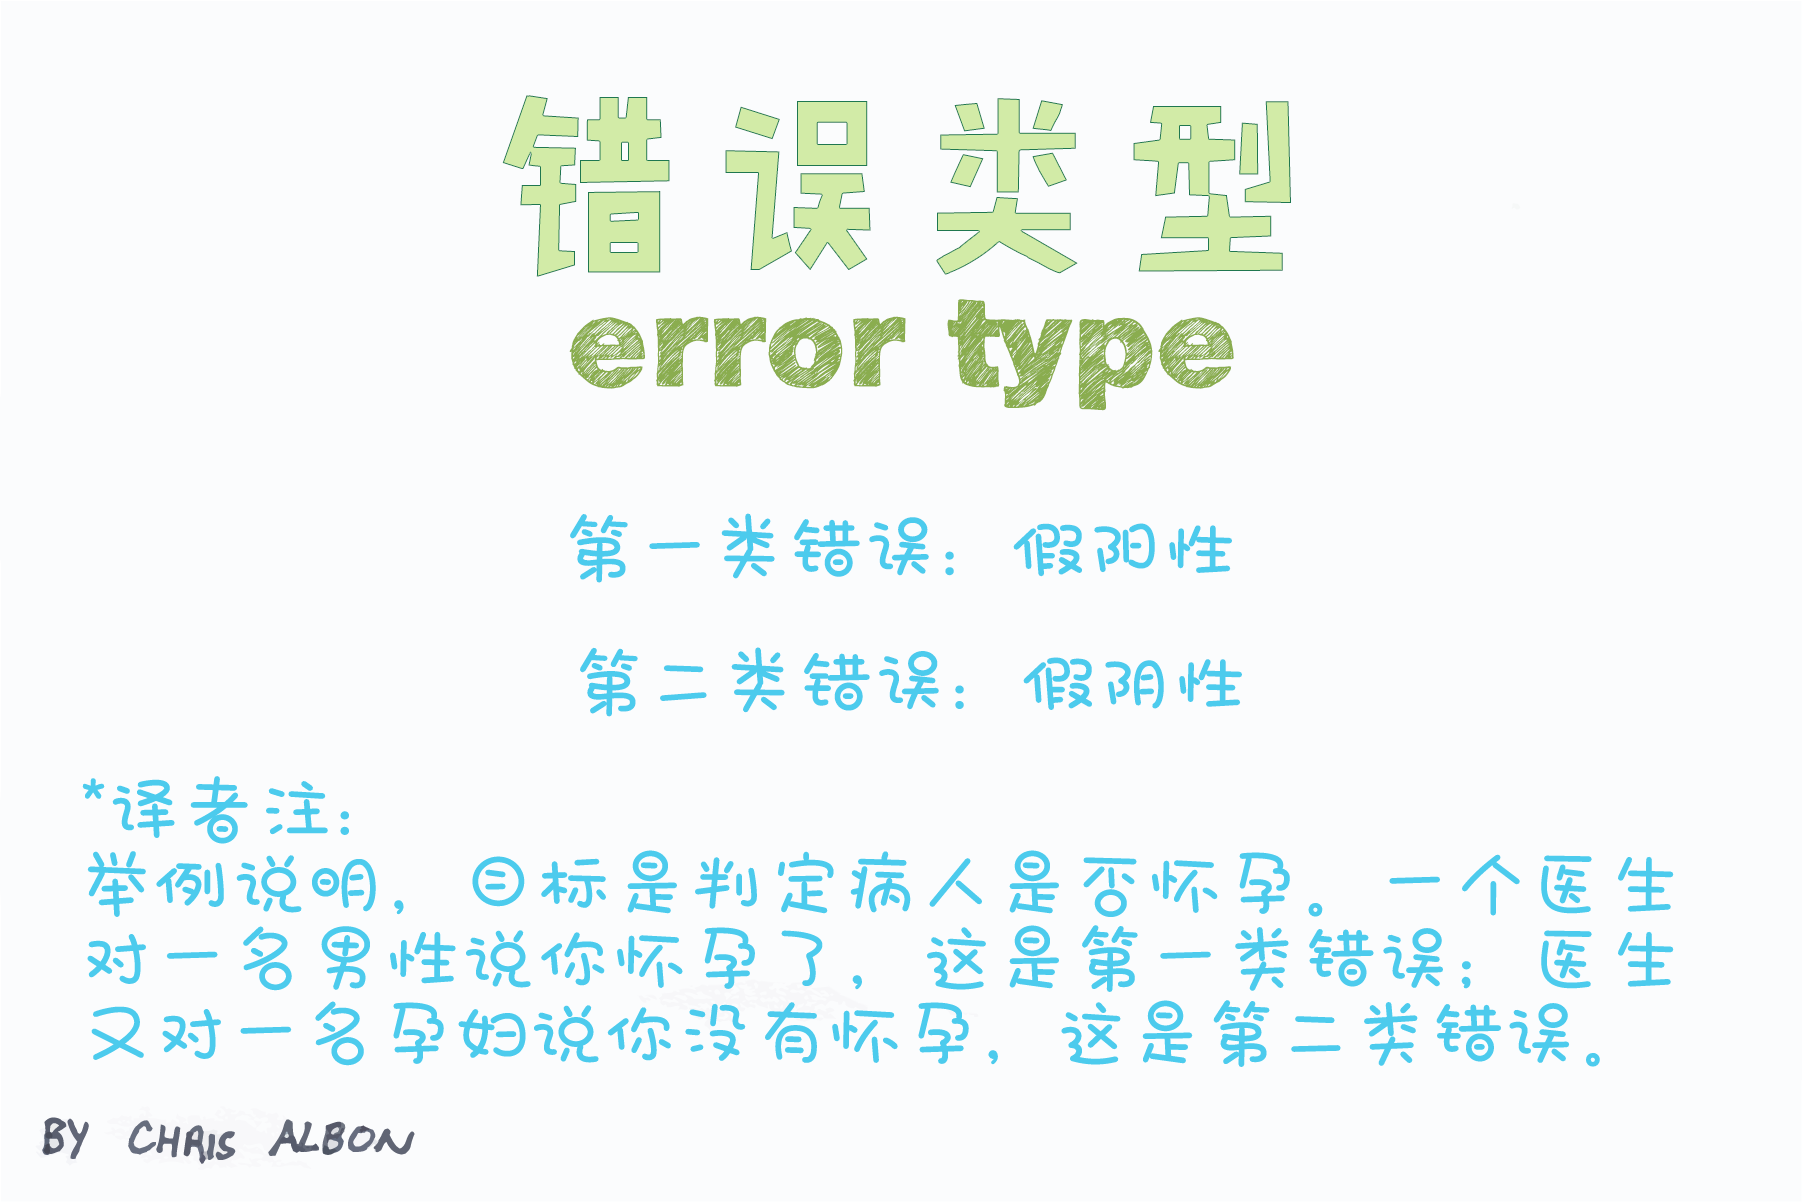 错误类型
error type
第一类错误：假阳性
第二类错误：假阴性
*译者注：
举例说明，目标是判定病人是否怀孕。一个医生
对一名男性说你怀孕了，这是第一类错误；医生
又对一名孕妇说你没有怀孕，这是第二类错误。
BY CHRIS ALBON